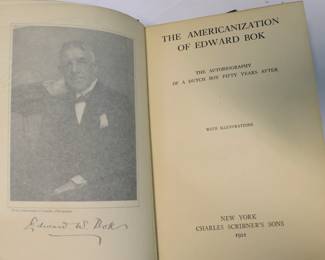 Edward W. Bok
THE AMERICANIZATION
OF EDWARD BOK
THE AUTOBIOGRAPHY
OF A DUTCH BOY FIFTY YEARS AFTER
WITH ILLUSTRATIONS
NEW YORK
CHARLES SCRIBNER'S SONS